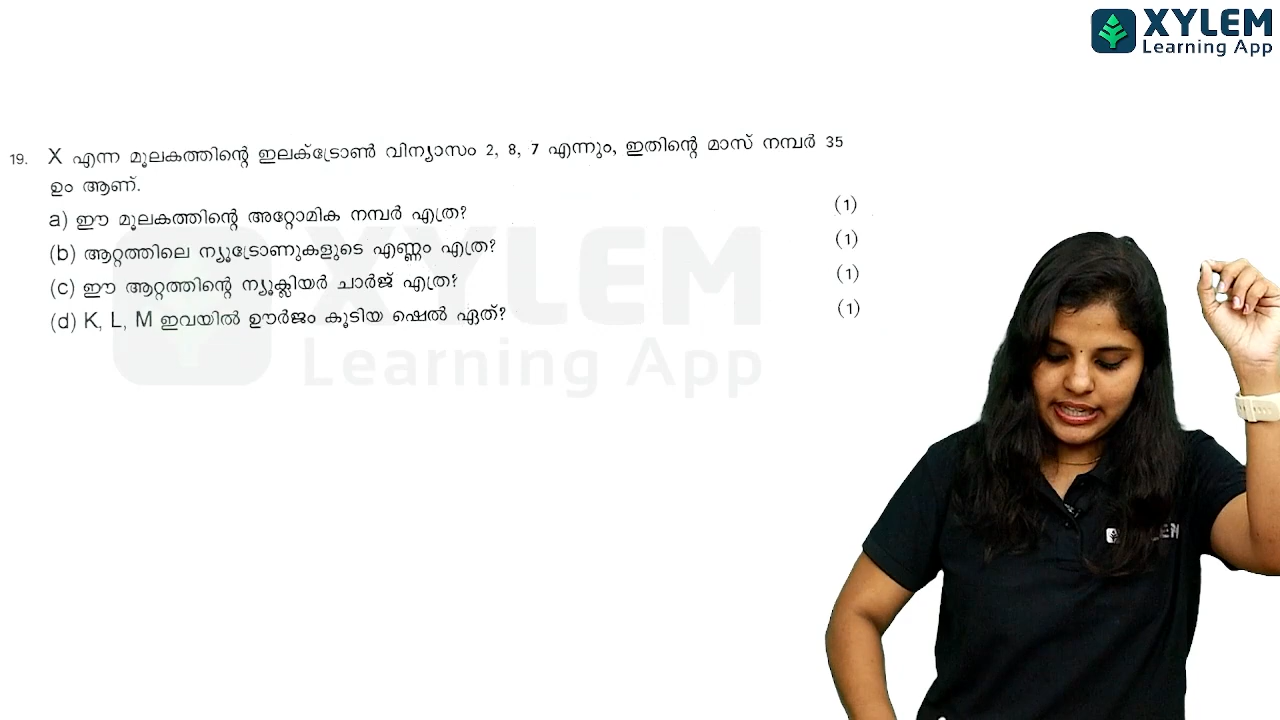 XYLEM
Learning App
19. X എന്ന മൂലകത്തിന്റെ ഇലക്ട്രോൺ വിന്യാസം 2, 8, 7 എന്നും, ഇതിന്റെ മാസ് നമ്പർ 35
ഉം ആണ്.
a) ഈ മൂലകത്തിന്റെ അറ്റോമിക നമ്പർ എത്ര? (1)
(b) ആറ്റത്തിലെ ന്യൂട്രോണുകളുടെ എണ്ണം എത്ര? (1)
(c) ഈ ആറ്റത്തിന്റെ ന്യൂക്ലിയർ ചാർജ് എത്ര? (1)
(d) K, L, M ഇവയിൽ ഊർജം കൂടിയ ഷെൽ ഏത്? (1)
XYLEM
Learning App